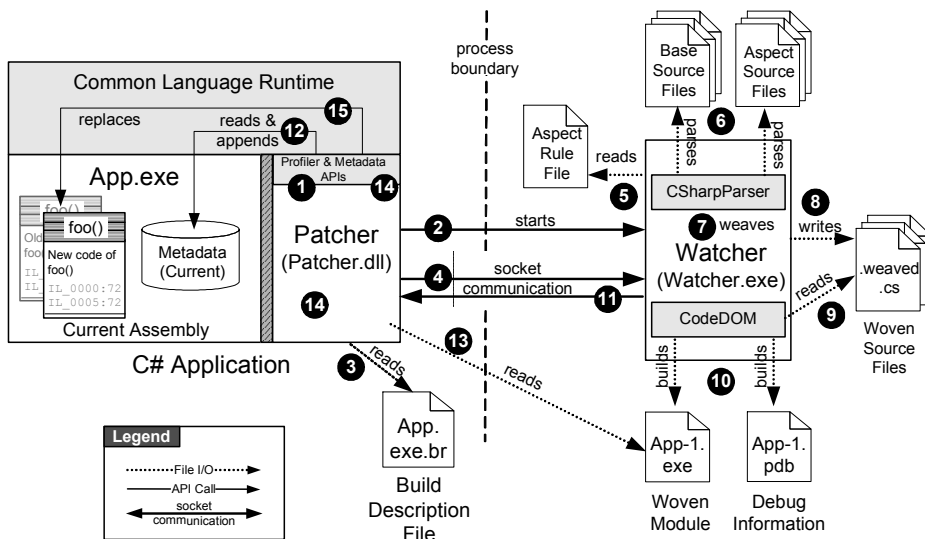 process
boundary
Base
Source
Files
Aspect
Source
Files
Common Language Runtime
15
replaces
reads &
appends
12
6
parses
parses
Aspect
Rule
File
reads
5
Profiler & Metadata
APIs
1
14
App.exe
foo()
Old
foo
IL_
IL_
foo()
New code of
foo()
IL_0000:72
IL_0005:72
Metadata
(Current)
Current Assembly
Patcher
(Patcher.dll)
14
C# Application
2
starts
4
socket
communication
11
CSharpParser
7
weaves
Watcher
(Watcher.exe)
CodeDOM
8
writes
reads
9
.weaved
.cs
Woven
Source
Files
3
reads
13
reads
builds
10
builds
App.
exe.br
Build
Description
File
App-1.
exe
Woven
Module
App-1.
pdb
Debug
Information
Legend
File I/O
API Call
socket
communication